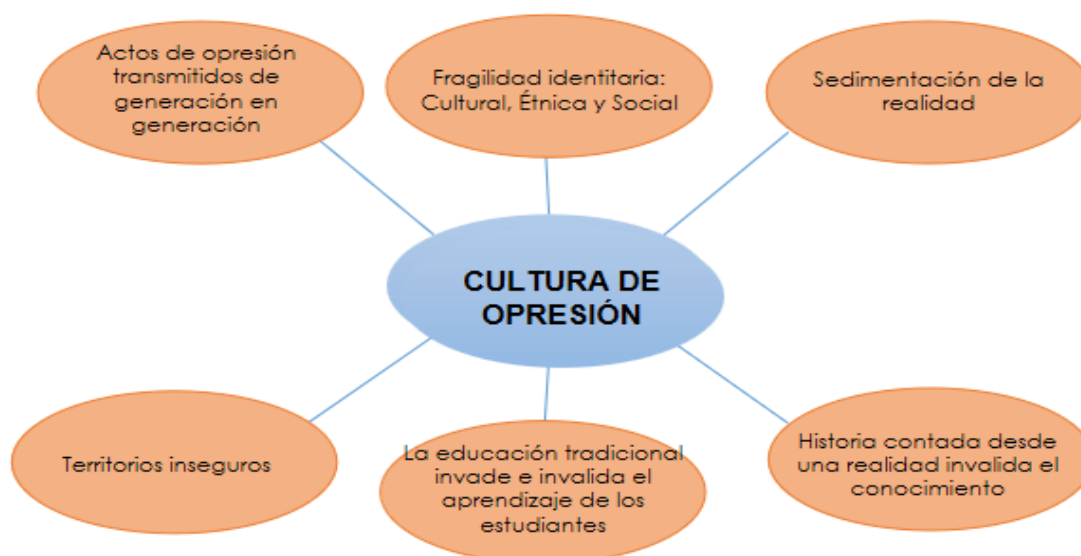 Actos de opresión
transmitidos de
generación en
generación
Fragilidad identitaria:
Cultural, Étnica y Social
Sedimentación de la
realidad
CULTURA DE
OPRESIÓN
Territorios inseguros
La educación tradicional
invade e invalida el
aprendizaje de los
estudiantes
Historia contada desde
una realidad invalida el
conocimiento